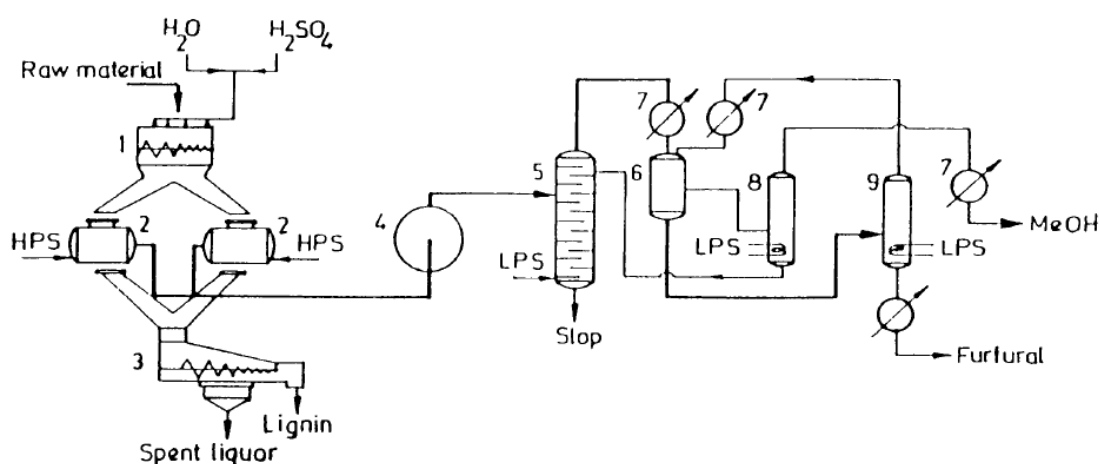 H₂O
H₂SO₄
Raw material
1
2
2
HPS
HPS
3
Lignin
Spent liquor
4
5
LPS
Slop
7
7
6
8
LPS
9
LPS
7
MeOH
Furfural